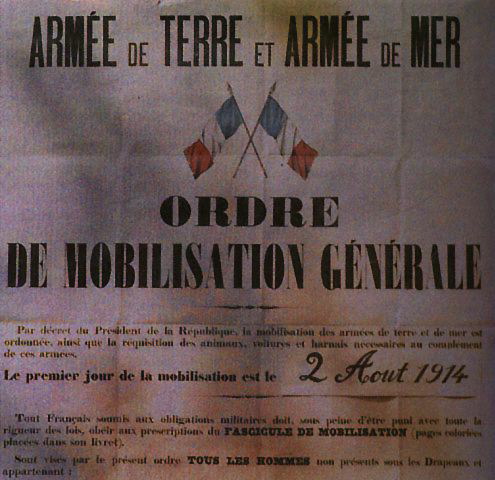 ARMÉE DE TERRE ET ARMÉE DE MER
ORDRE
DE MOBILISATION GÉNÉRALE
Par décret du Président de la République, la mobilisation des armées de terre et de mer est
ordonnée, ainsi que la réquisition des animaux, voitures et harnais nécessaires au complément
de ces armées.
Le premier jour de la mobilisation est le 2 Aout 1914
Tout Français soumis aux obligations militaires doit, sous peine d'être puni avec toute la
rigueur des lois, obéir aux prescriptions du FASCICULE DE MOBILISATION (pages coloriées
placées dans son livret).
Sont visés par le présent ordre TOUS LES HOMMES non présents sous les Drapeaux et
appartenant :